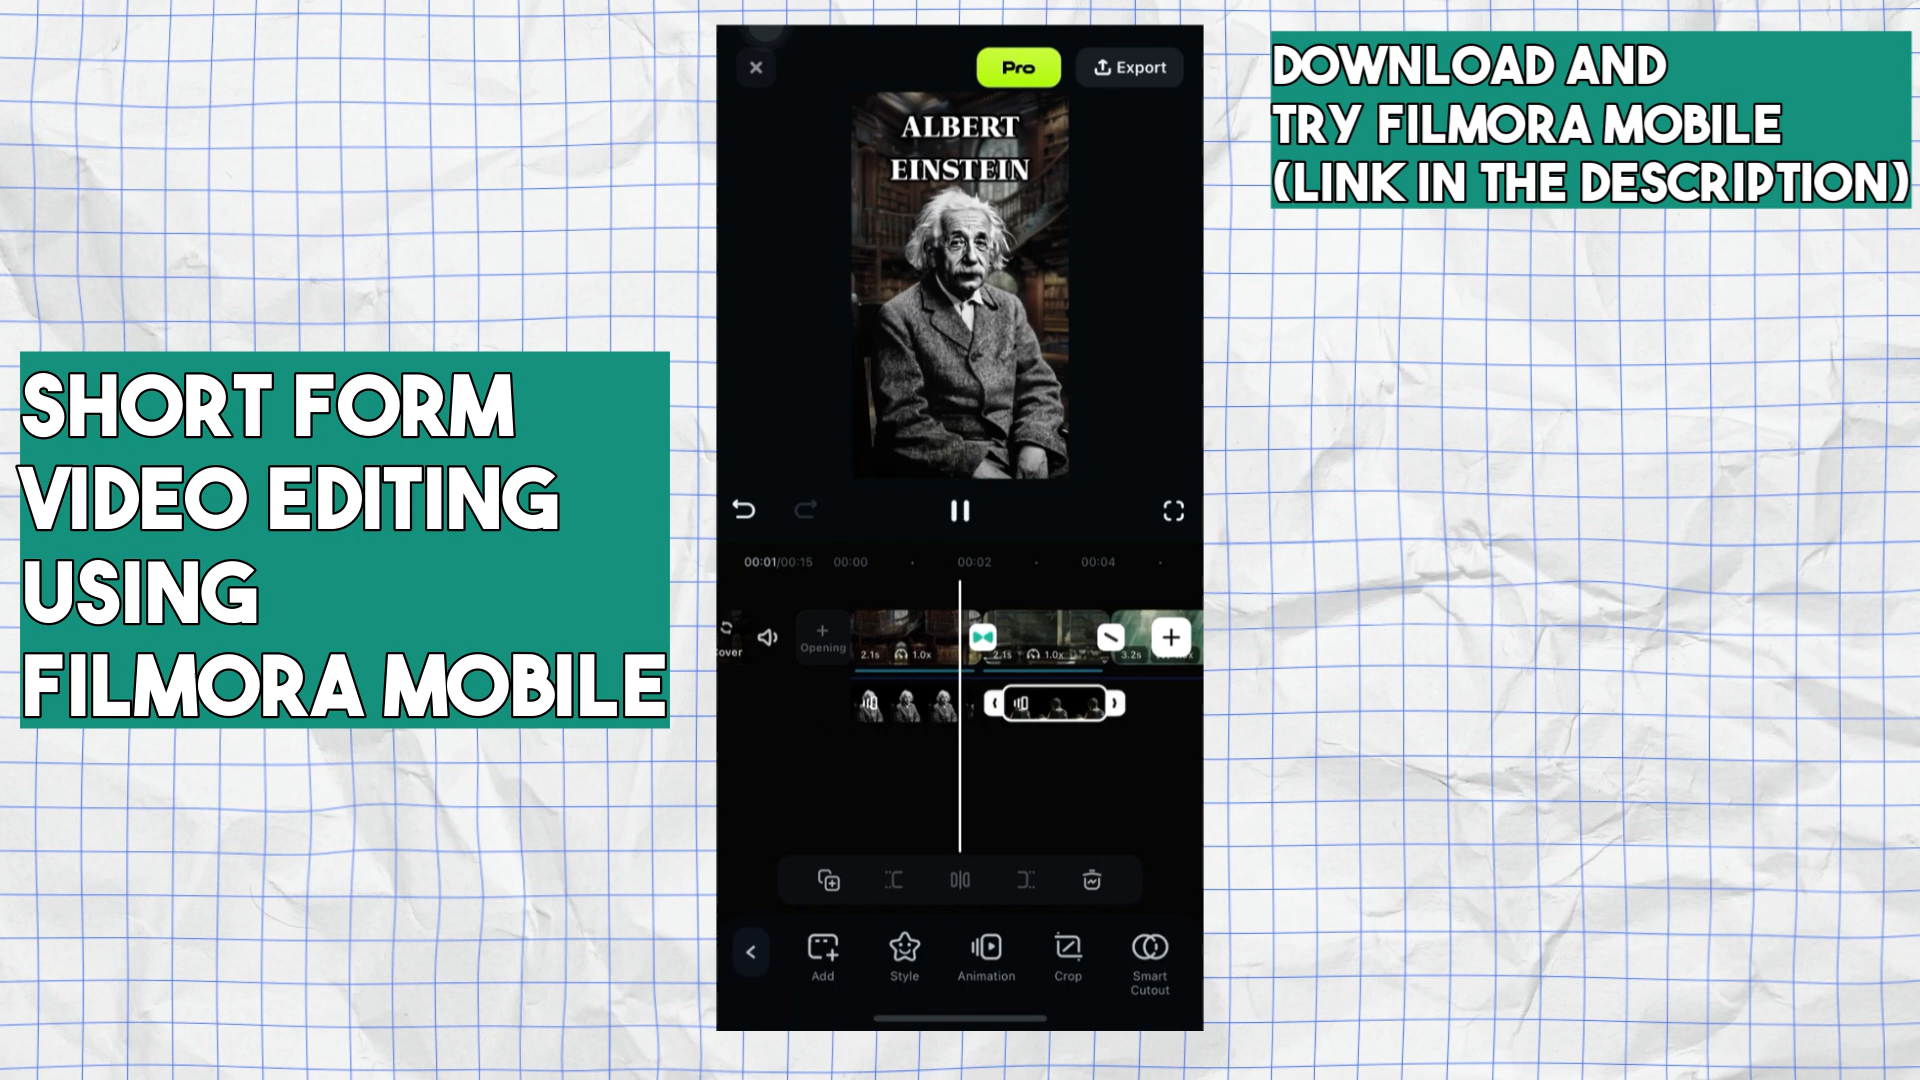 SHORT FORM
VIDEO EDITING
USING
FILMORA MOBILE
Pro
Export
ALBERT
EINSTEIN
00:01/00:15 00:00 00:02 00:04
over
Opening
2.1s 1.0x
2.1s 1.0x
3.2s
Add
Style
Animation
Crop
Smart
Cutout
DOWNLOAD AND
TRY FILMORA MOBILE
(LINK IN THE DESCRIPTION)